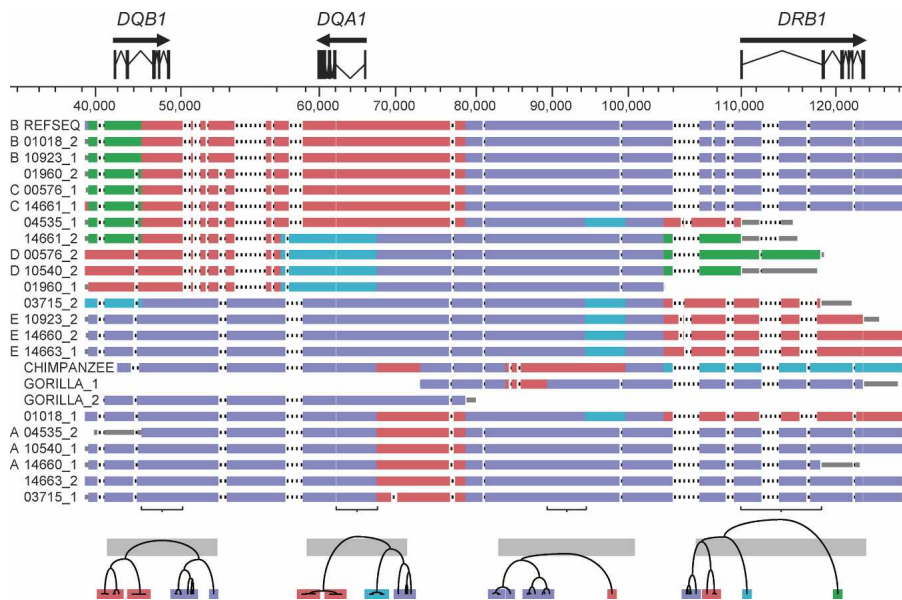 DQB1 DQA1 DRB1
40,000 50,000 60,000 70,000 80,000 90,000 100,000 110,000 120,000
B REFSEQ
B 01018_2
B 10923_1
01960_2
C 00576_1
C 14661_1
04535_1
14661_2
D 00576_2
D 10540_2
01960_1
03715_2
E 10923_2
E 14660_2
E 14663_1
CHIMPANZEE
GORILLA_1
GORILLA_2
01018_1
A 04535_2
A 10540_1
A 14660_1
14663_2
03715_1